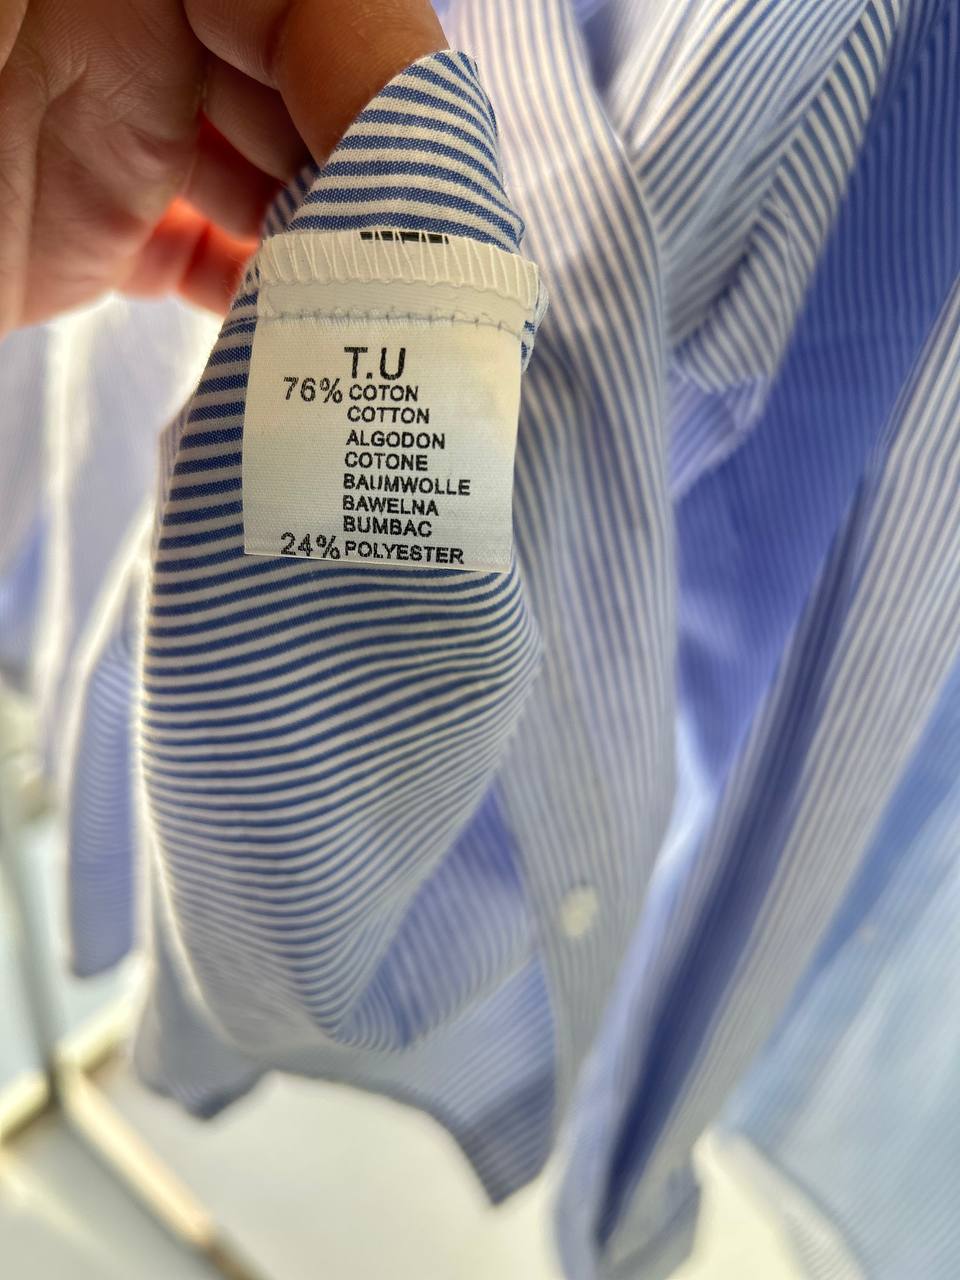 T.U
76% COTON
COTTON
ALGODON
COTONE
BAUMWOLLE
BAWELNA
BUMBAC
24% POLYESTER